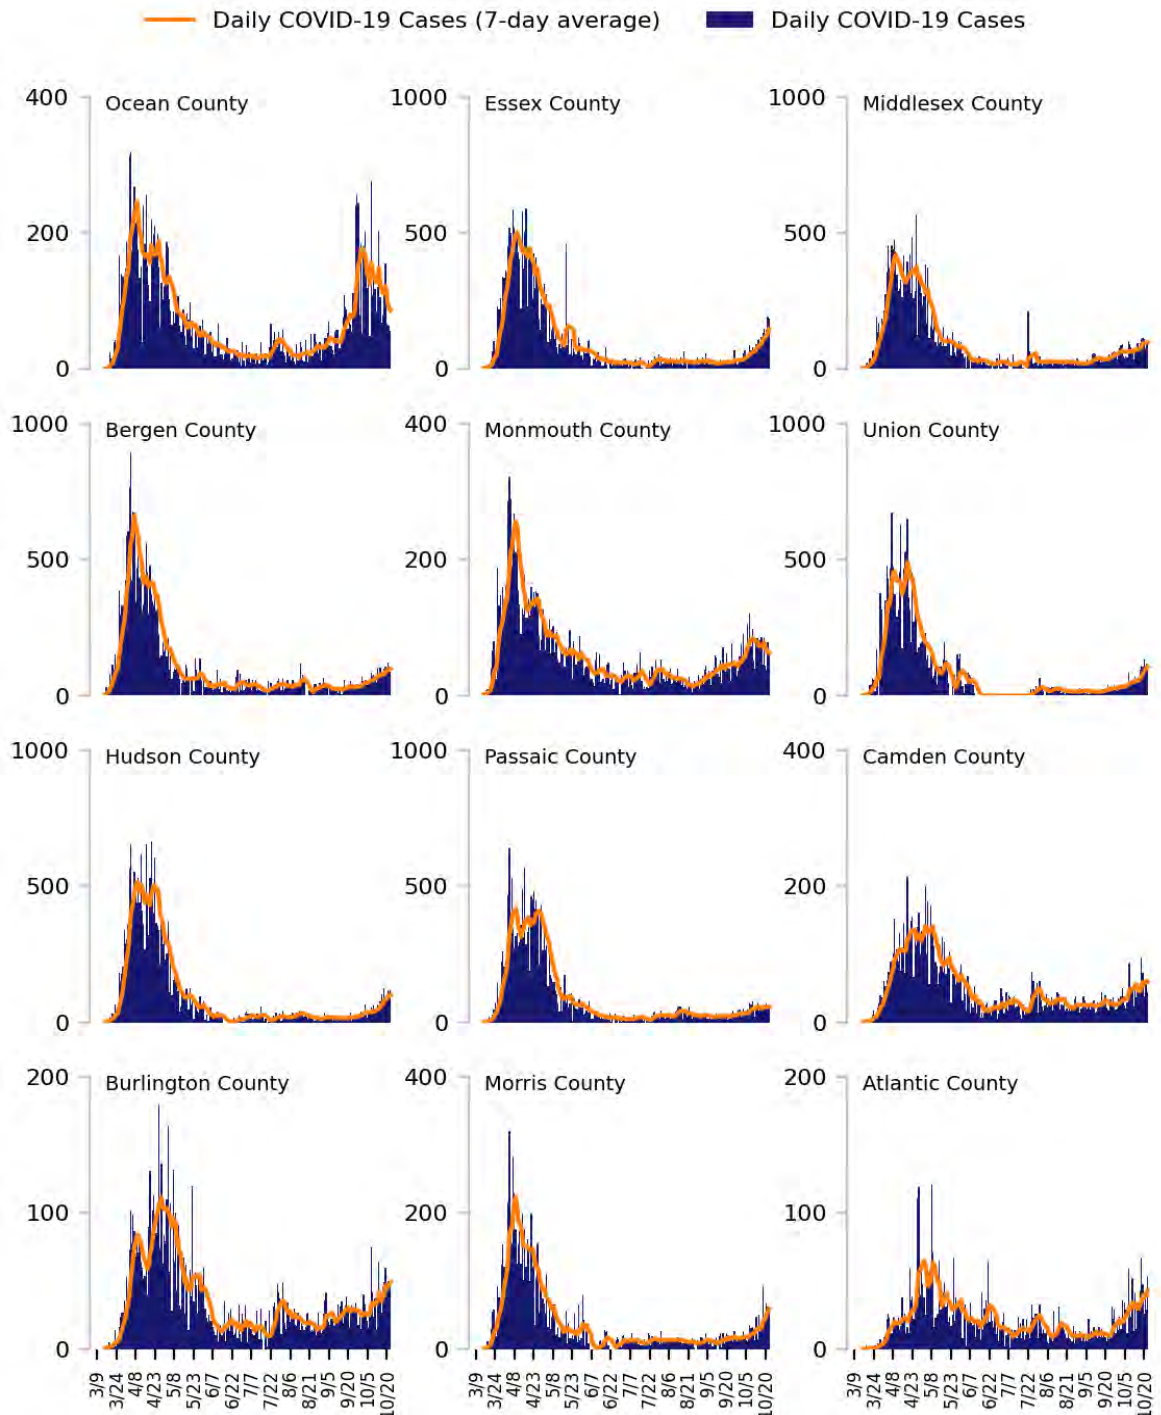 Daily COVID-19 Cases (7-day average) Daily COVID-19 Cases
400 Ocean County 1000 Essex County 1000 Middlesex County
200 500 500
0 0 0
1000 Bergen County 400 Monmouth County 1000 Union County
500 200 500
0 0 0
1000 Hudson County 1000 Passaic County 400 Camden County
500 500 200
0 0 0
200 Burlington County 400 Morris County 200 Atlantic County
100 200 100
0 0 0
3/9 3/24 4/8 4/23 5/8 5/23 6/7 6/22 7/7 7/22 8/6 8/21 9/5 9/20 10/5 10/20 3/9 3/24 4/8 4/23 5/8 5/23 6/7 6/22 7/7 7/22 8/6 8/21 9/5 9/20 10/5 10/20 3/9 3/24 4/8 4/23 5/8 5/23 6/7 6/22 7/7 7/22 8/6 8/21 9/5 9/20 10/5 10/20